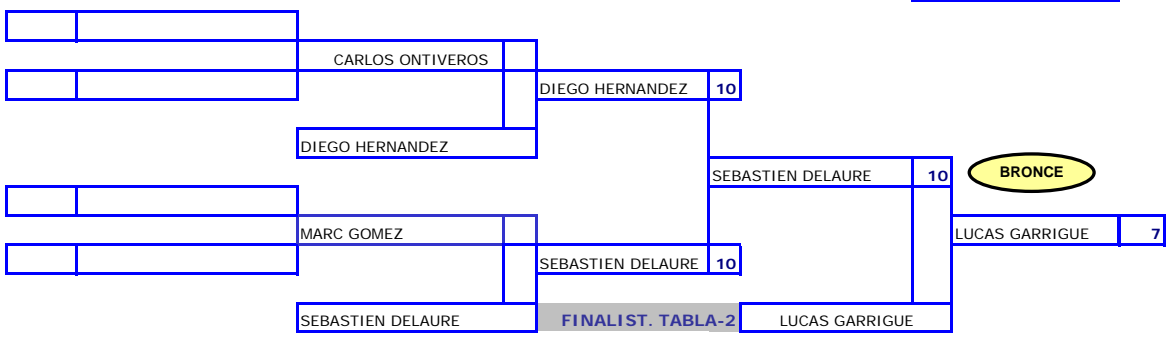 CARLOS ONTIVEROS
DIEGO HERNANDEZ 10
DIEGO HERNANDEZ
SEBASTIEN DELAURE 10
BRONCE
MARC GOMEZ
LUCAS GARRIGUE 7
SEBASTIEN DELAURE 10
SEBASTIEN DELAURE
FINALIST. TABLA-2
LUCAS GARRIGUE